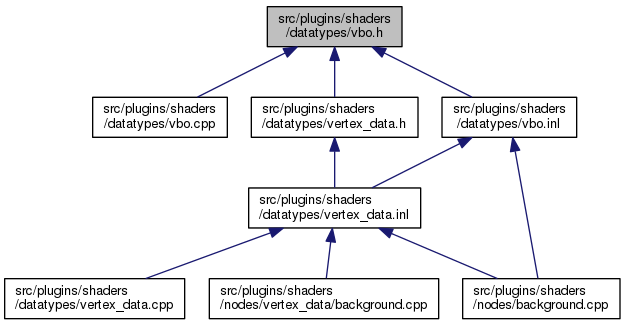 src/plugins/shaders
/datatypes/vbo.h
src/plugins/shaders
/datatypes/vbo.cpp
src/plugins/shaders
/datatypes/vertex_data.h
src/plugins/shaders
/datatypes/vbo.inl
src/plugins/shaders
/datatypes/vertex_data.inl
src/plugins/shaders
/datatypes/vertex_data.cpp
src/plugins/shaders
/nodes/vertex_data/background.cpp
src/plugins/shaders
/nodes/background.cpp